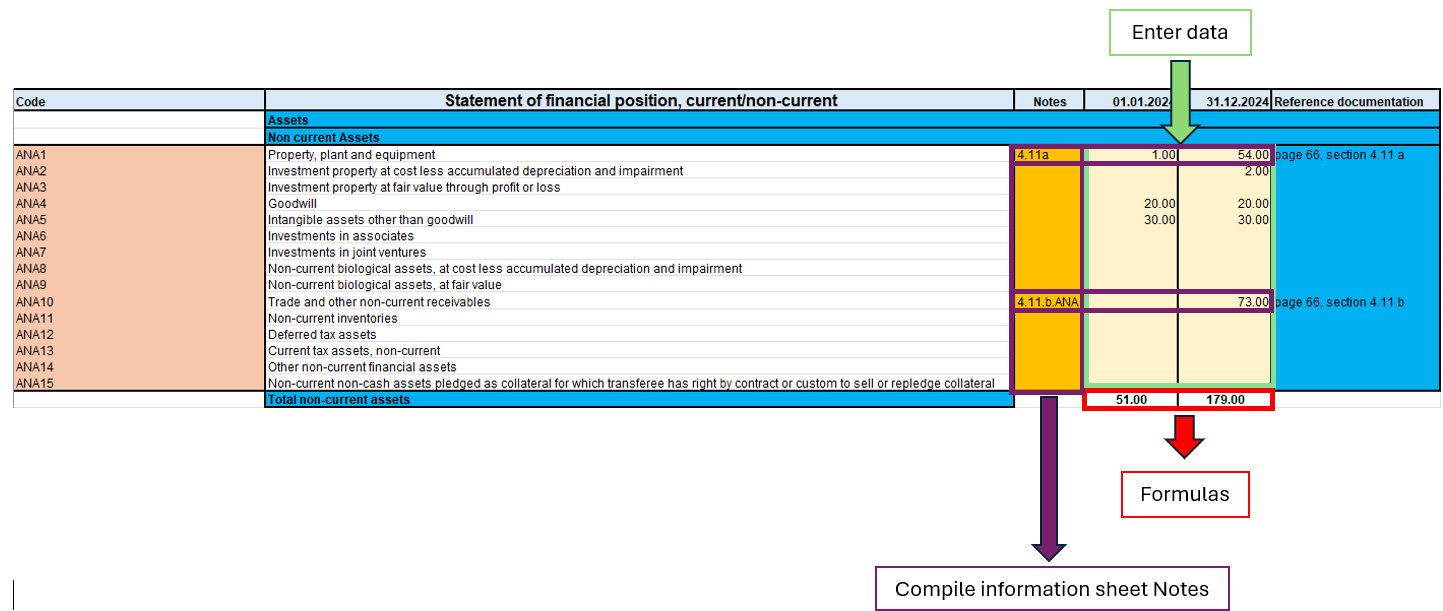 Enter data
Code Statement of financial position, current/non-current Notes 01.01.2024 31.12.2024 Reference documentation
Assets
Non current Assets
ANA1 Property, plant and equipment 4.11a 1.00 54.00 page 66, section 4.11 a
ANA2 Investment property at cost less accumulated depreciation and impairment 2.00
ANA3 Investment property at fair value through profit or loss
ANA4 Goodwill 20.00 20.00
ANA5 Intangible assets other than goodwill 30.00 30.00
ANA6 Investments in associates
ANA7 Investments in joint ventures
ANA8 Non-current biological assets, at cost less accumulated depreciation and impairment
ANA9 Non-current biological assets, at fair value
ANA10 Trade and other non-current receivables 4.11.b.ANA 73.00 page 66, section 4.11 b
ANA11 Non-current inventories
ANA12 Deferred tax assets
ANA13 Current tax assets, non-current
ANA14 Other non-current financial assets
ANA15 Non-current non-cash assets pledged as collateral for which transferee has right by contract or custom to sell or repledge collateral
Total non-current assets 51.00 179.00
Formulas
Compile information sheet Notes